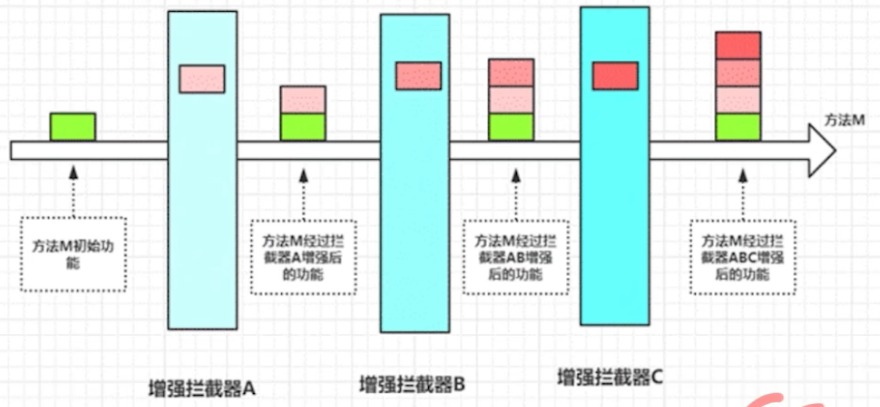 方法M
方法M初始功
能
方法M经过拦
截器A增强后
的功能
方法M经过拦
截器AB增强
后的功能
方法M经过拦
截器ABC增强
后的功能
增强拦截器A
增强拦截器B
增强拦截器C